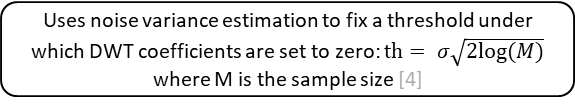 Uses noise variance estimation to fix a threshold under
which DWT coefficients are set to zero: th = σ√2log(M)
where M is the sample size [4]